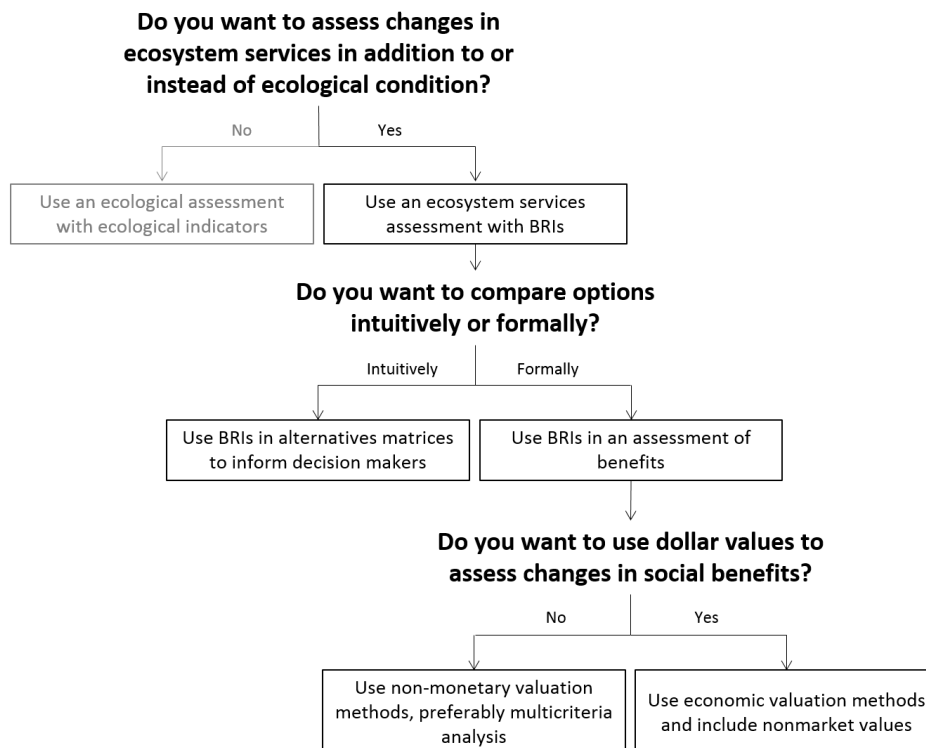 Do you want to assess changes in
ecosystem services in addition to or
instead of ecological condition?
No
Yes
Use an ecological assessment
with ecological indicators
Use an ecosystem services
assessment with BRIs
Do you want to compare options
intuitively or formally?
Intuitively
Formally
Use BRIs in alternatives matrices
to inform decision makers
Use BRIs in an assessment of
benefits
Do you want to use dollar values to
assess changes in social benefits?
No
Yes
Use non-monetary valuation
methods, preferably multicriteria
analysis
Use economic valuation methods
and include nonmarket values